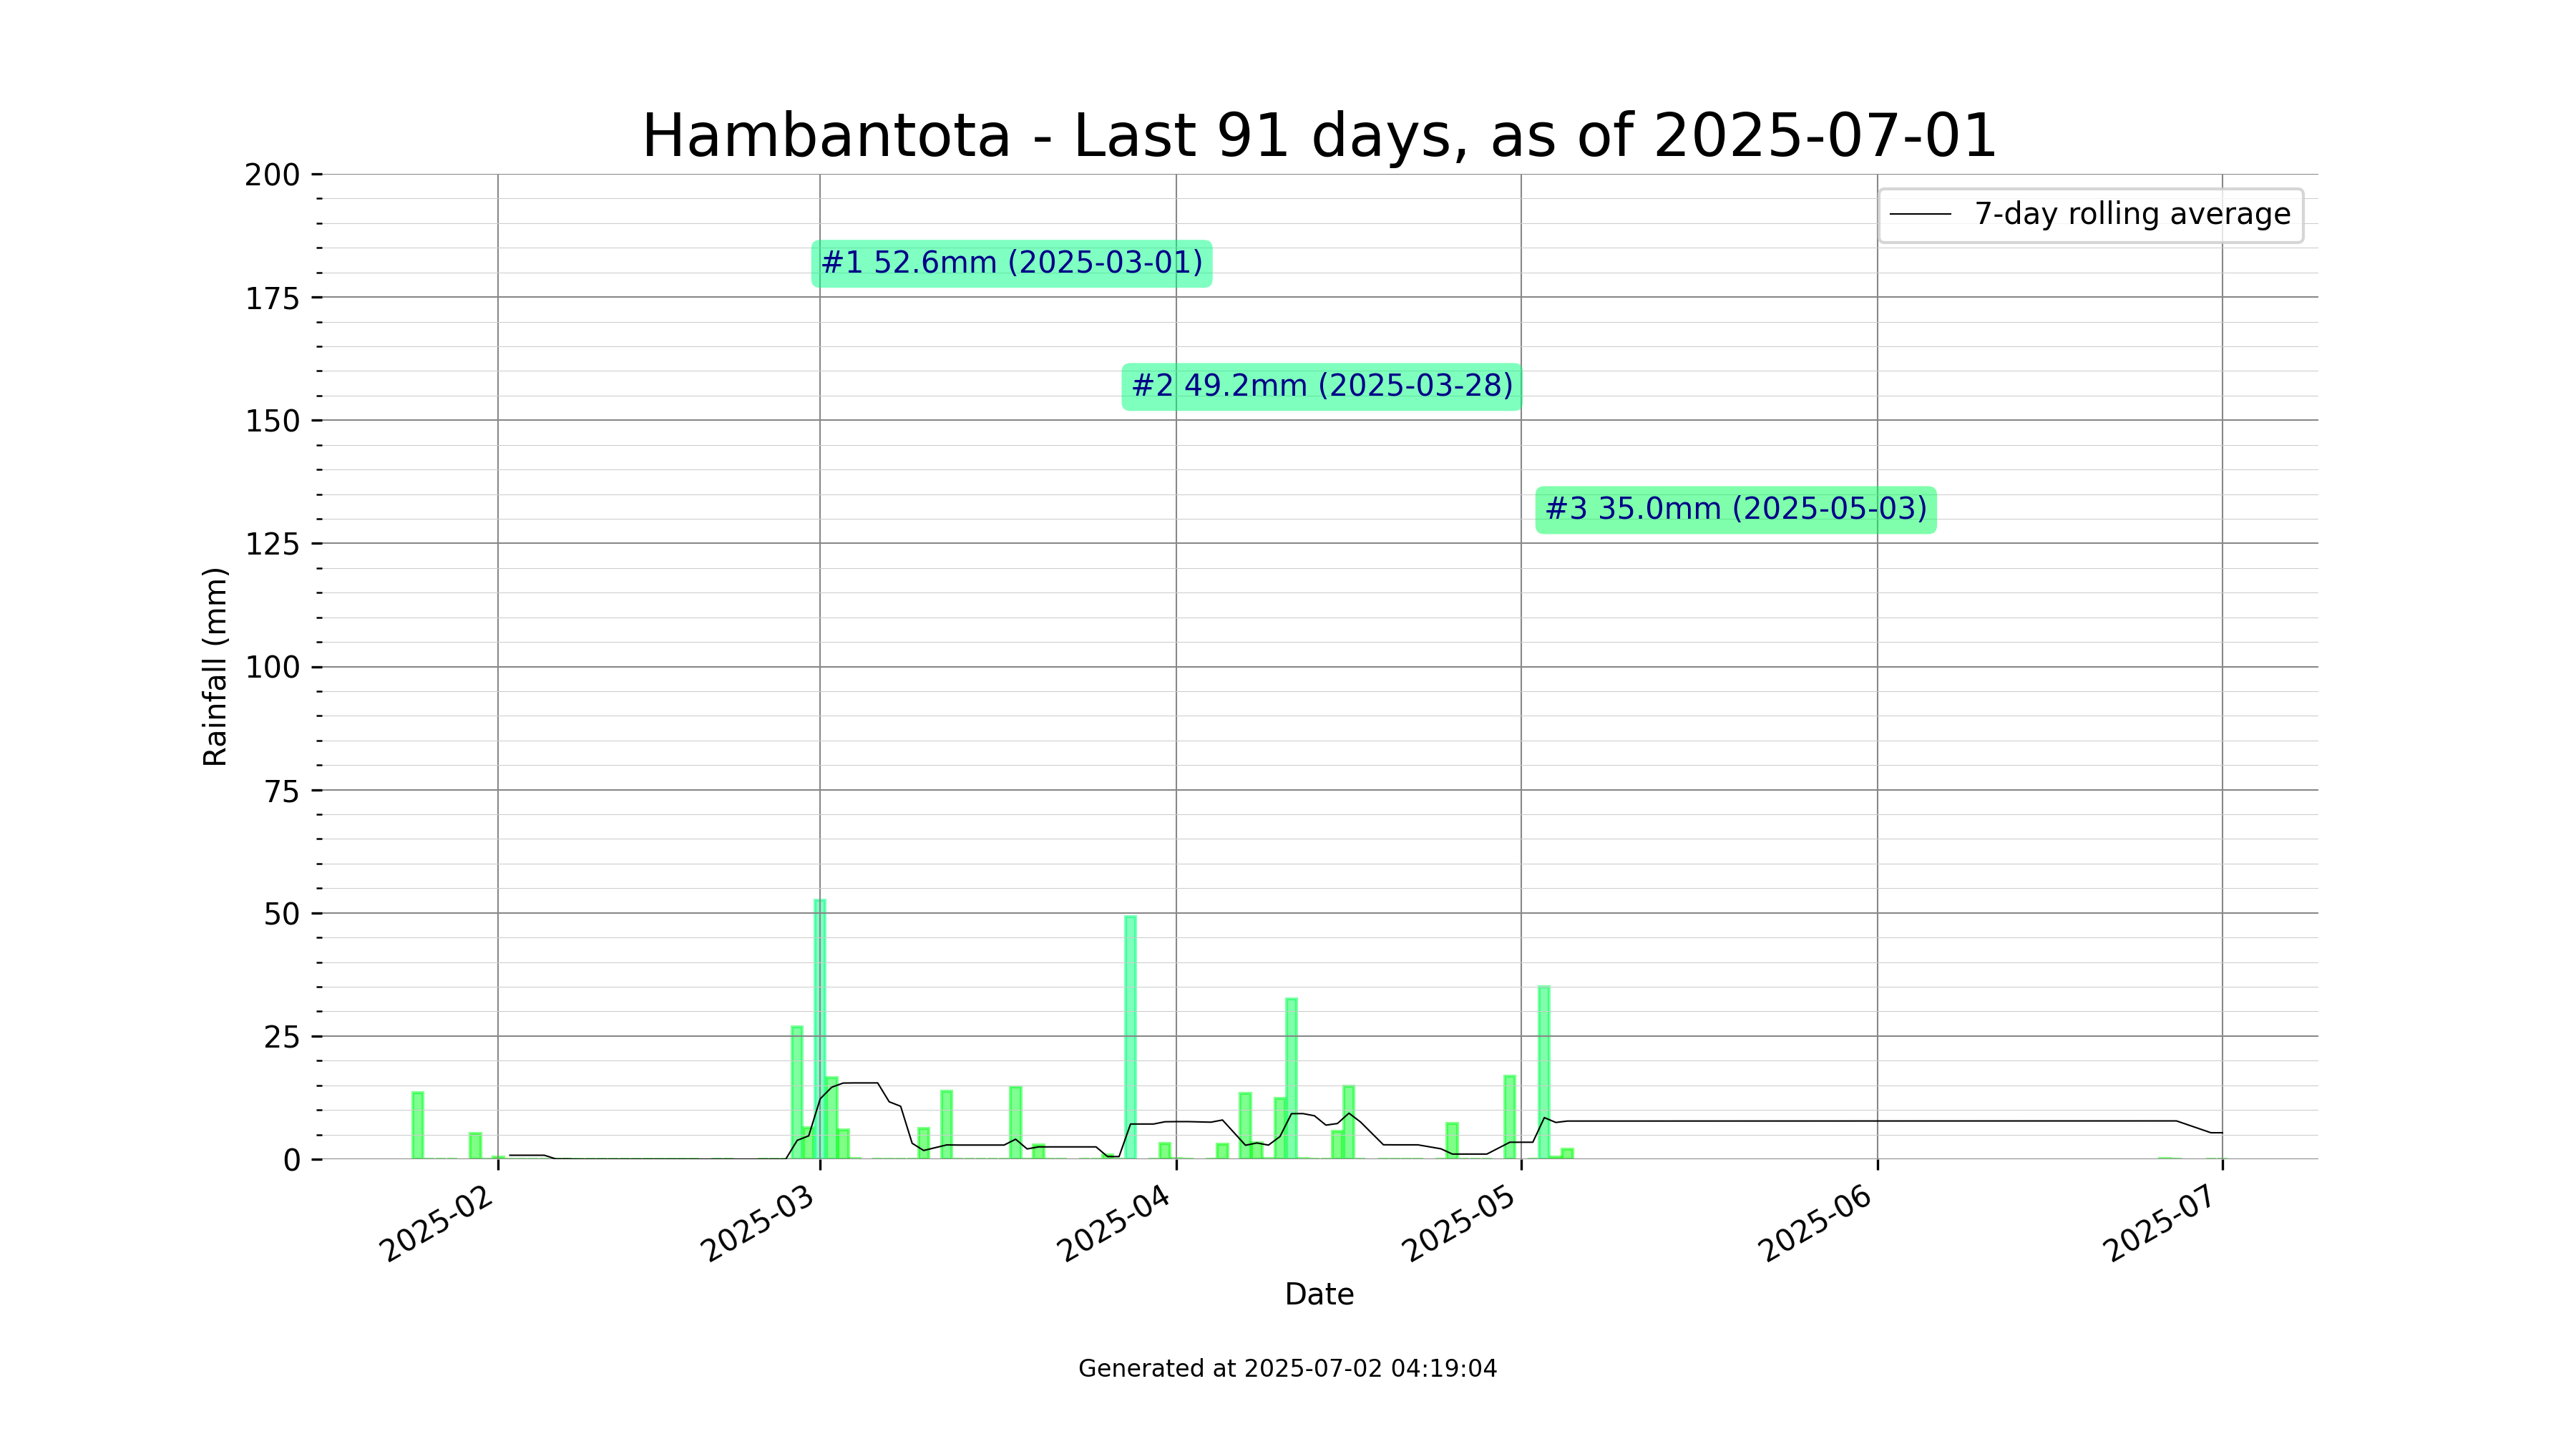 Hambantota - Last 91 days, as of 2025-07-01
7-day rolling average
200
175
150
125
100
75
50
25
0
Rainfall (mm)
#1 52.6mm (2025-03-01)
#2 49.2mm (2025-03-28)
#3 35.0mm (2025-05-03)
2025-02
2025-03
2025-04
2025-05
2025-06
2025-07
Date
Generated at 2025-07-02 04:19:04